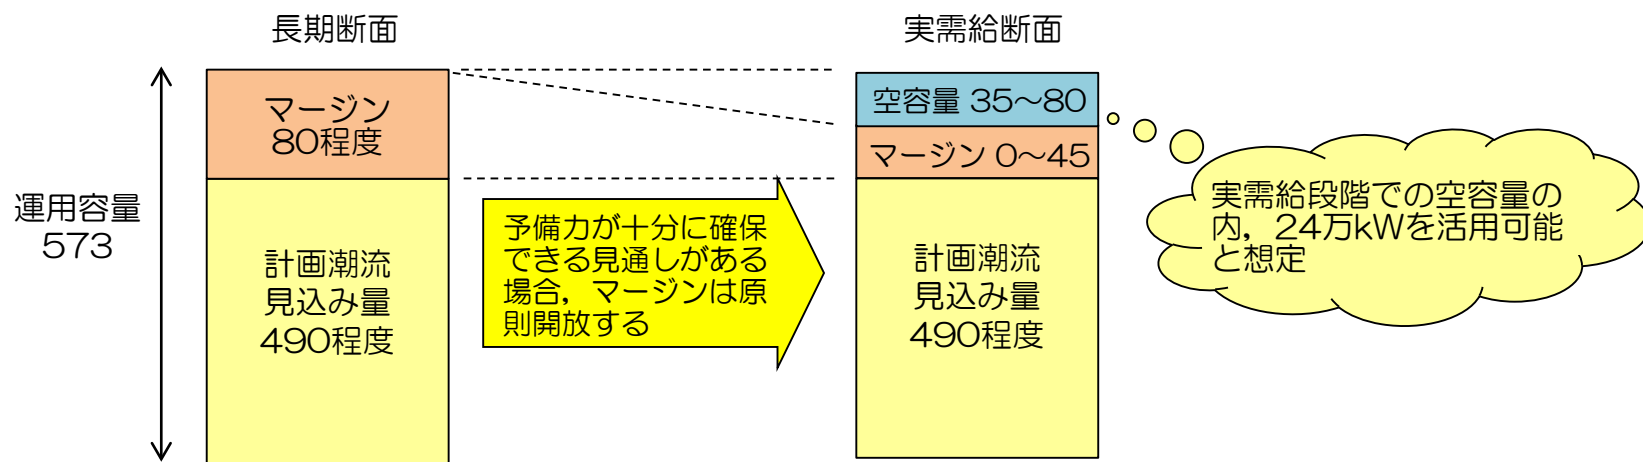 長期断面
実需給断面
マージン
80程度
空容量 35～80
マージン 0～45
運用容量
573
計画潮流
見込み量
490程度
予備力が十分に確保
できる見通しがある
場合，マージンは原
則開放する
計画潮流
見込み量
490程度
実需給段階での空容量の
内，24万kWを活用可能
と想定